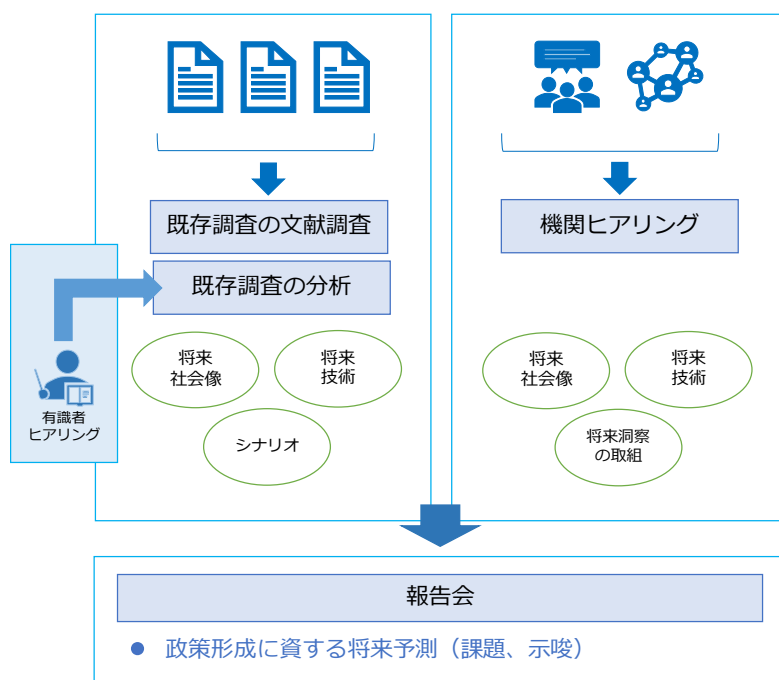 既存調査の文献調査
既存調査の分析
有識者
ヒアリング
将来
社会像
将来
技術
シナリオ
機関ヒアリング
将来
社会像
将来
技術
将来洞察
の取組
報告会
● 政策形成に資する将来予測（課題、示唆）